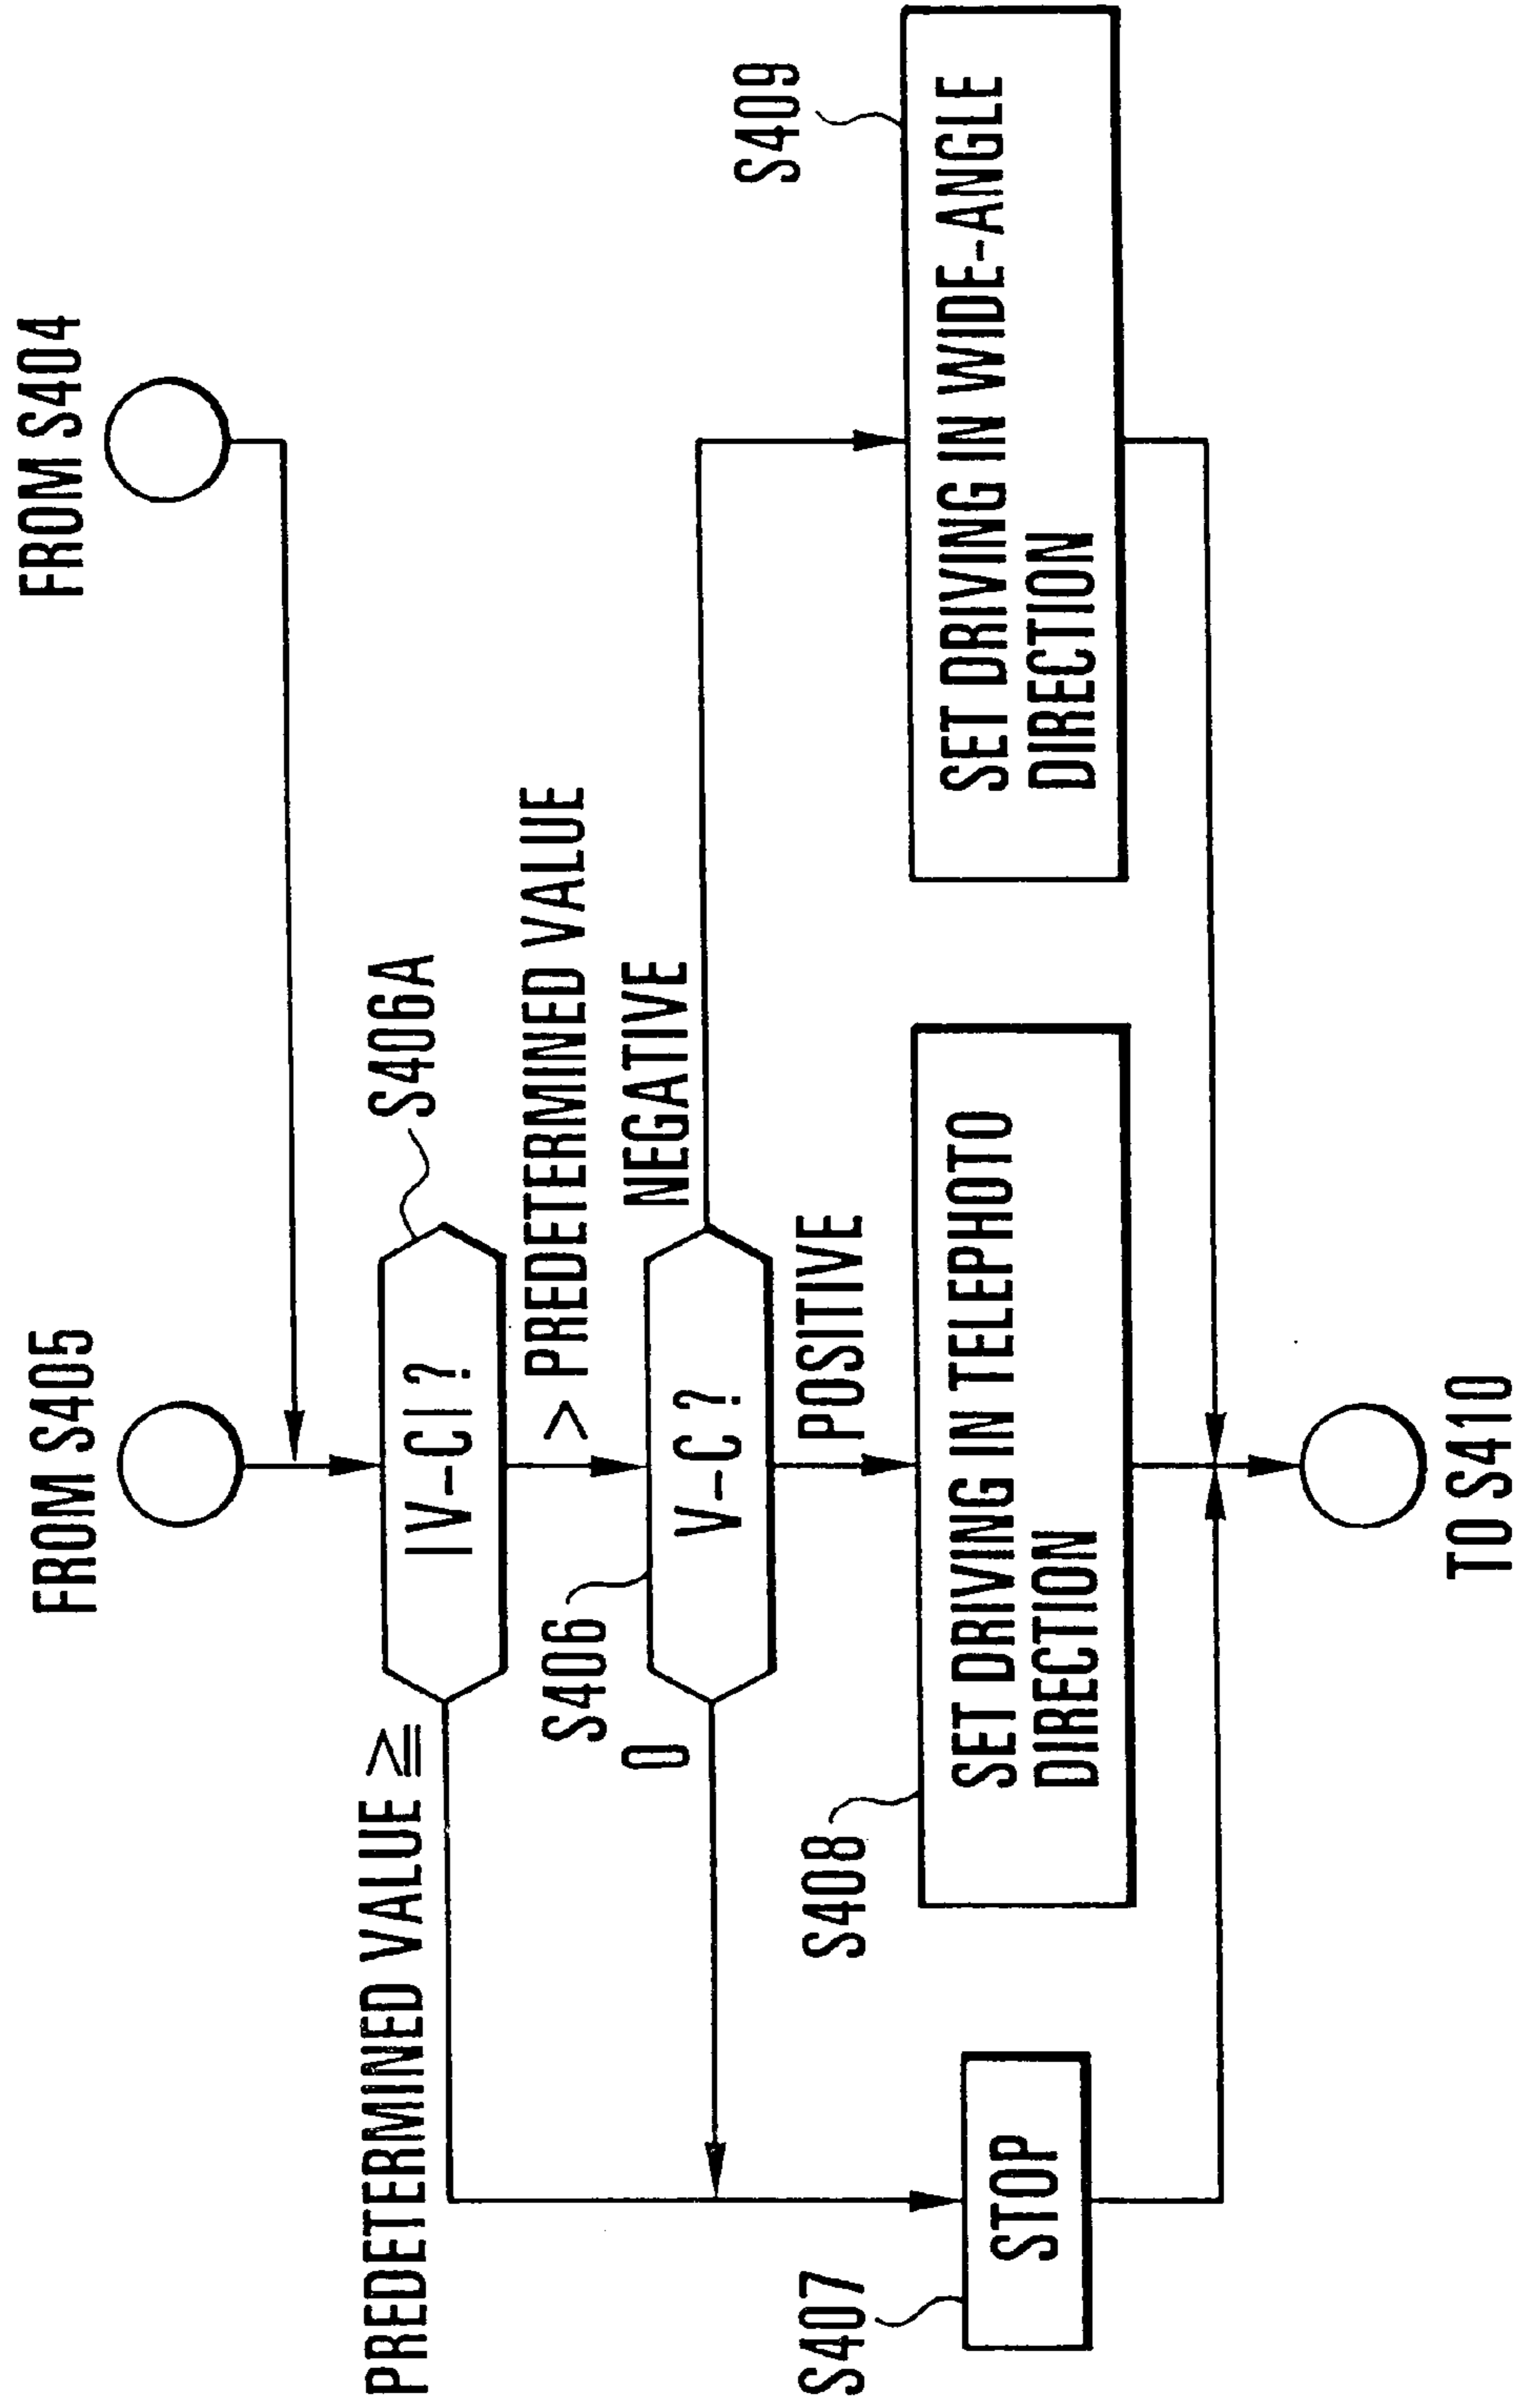 FROM S405
FROM S404
PREDETERMINED VALUE ≧
|V-C|?
S406A
> PREDETERMINED VALUE
S406
0
V-C?
NEGATIVE
POSITIVE
S407
STOP
S408
SET DRIVING IN TELEPHOTO
DIRECTION
S409
SET DRIVING IN WIDE-ANGLE
DIRECTION
TO S410